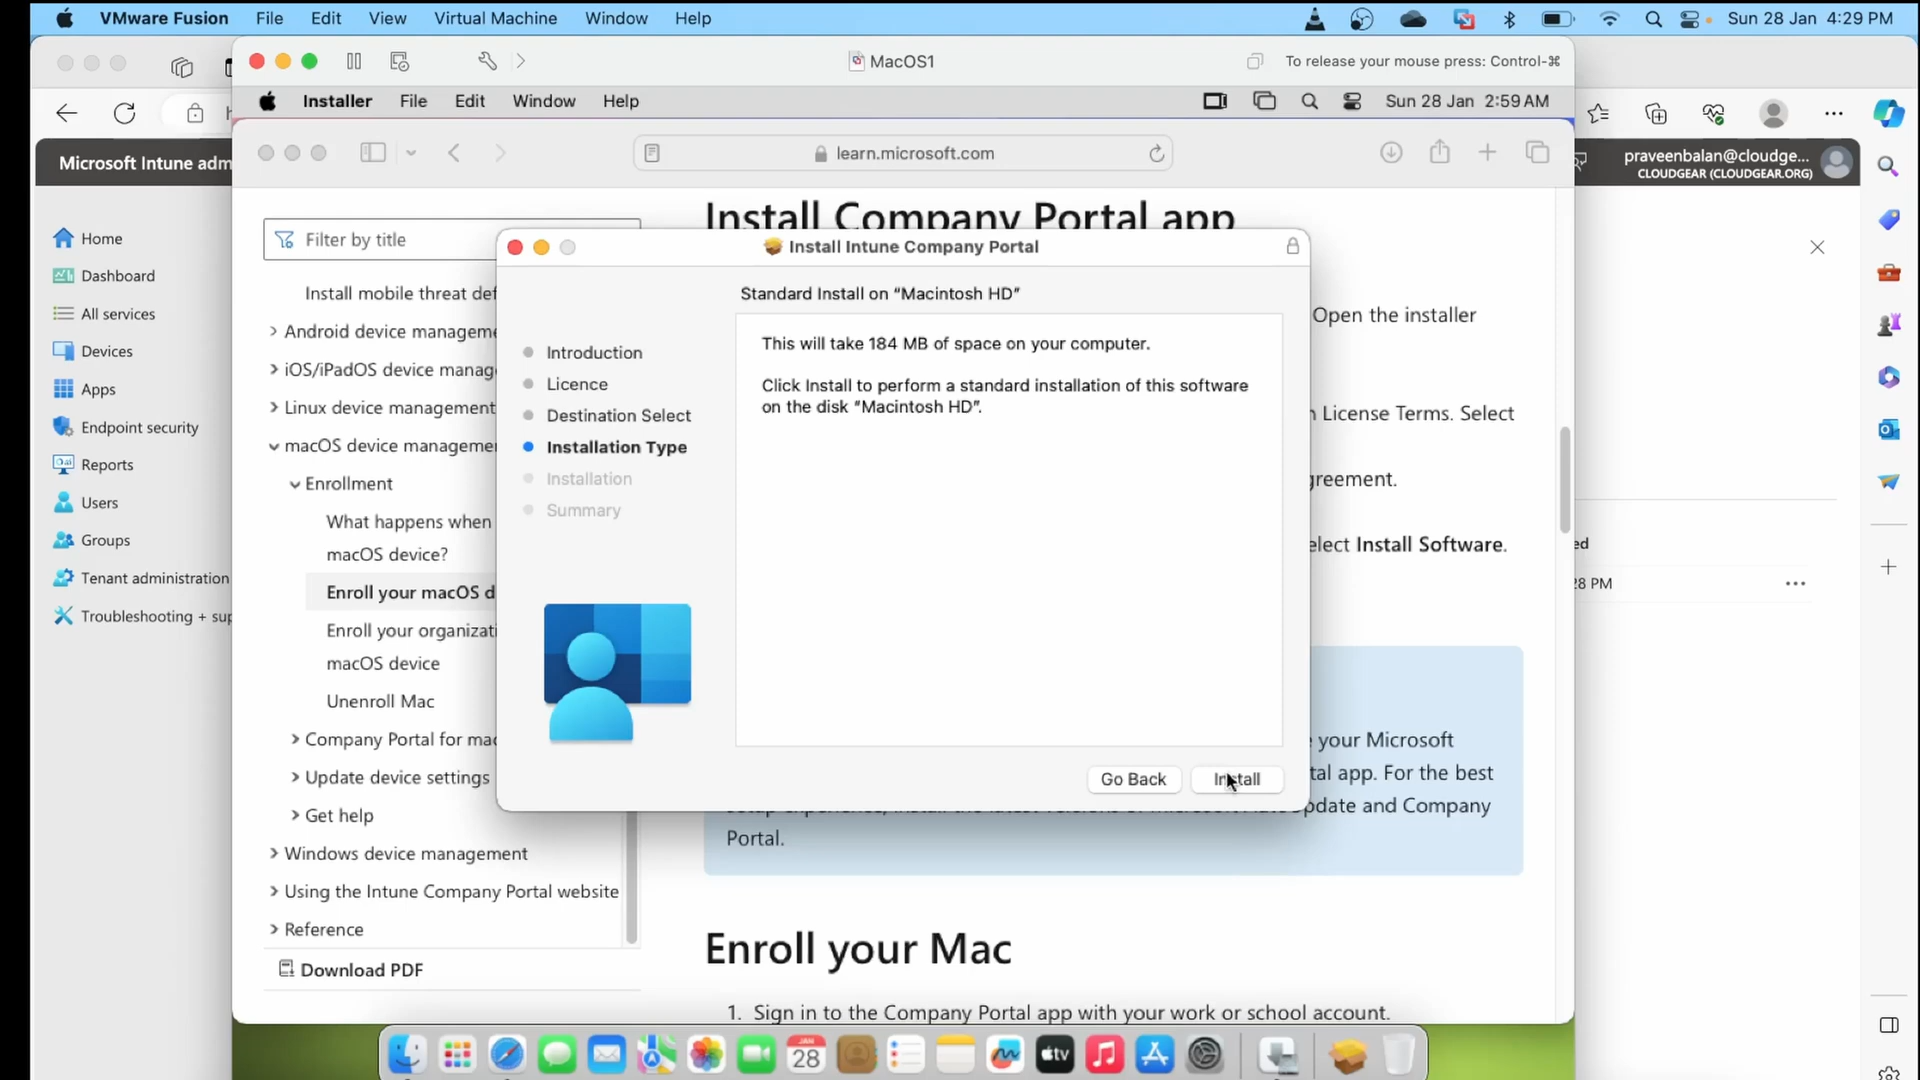 VMware Fusion File Edit View Virtual Machine Window Help Sun 28 Jan 4:29 PM
MacOS1 To release your mouse press: Control-⌘
Installer File Edit Window Help Sun 28 Jan 2:59 AM
learn.microsoft.com
Microsoft Intune adm
praveenbalan@cloudge...
CLOUDGEAR (CLOUDGEAR.ORG)
Home
Dashboard
All services
Devices
Apps
Endpoint security
Reports
Users
Groups
Tenant administration
Troubleshooting + sup
Filter by title
Install mobile threat def
Android device manageme
iOS/iPadOS device manag
Linux device management
macOS device managemen
Enrollment
What happens when
macOS device?
Enroll your macOS d
Enroll your organizati
macOS device
Unenroll Mac
Company Portal for mac
Update device settings
Get help
Windows device management
Using the Intune Company Portal website
Reference
Download PDF
Install Company Portal app
Install Intune Company Portal
Standard Install on “Macintosh HD”
Introduction
Licence
Destination Select
Installation Type
Installation
Summary
This will take 184 MB of space on your computer.
Click Install to perform a standard installation of this software
on the disk “Macintosh HD”.
Go Back Install
Open the installer
License Terms. Select
greement.
elect Install Software.
your Microsoft
tal app. For the best
update and Company
Portal.
Enroll your Mac
1. Sign in to the Company Portal app with your work or school account.
ed
28 PM
JAN
28
tv